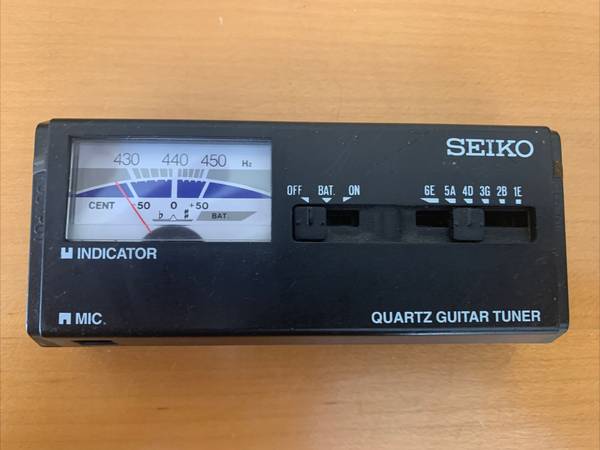 SEIKO
430 440 450 Hz
CENT -50 0 +50
♭ ♯ BAT.
OFF BAT. ON
6E 5A 4D 3G 2B 1E
INDICATOR
MIC.
QUARTZ GUITAR TUNER